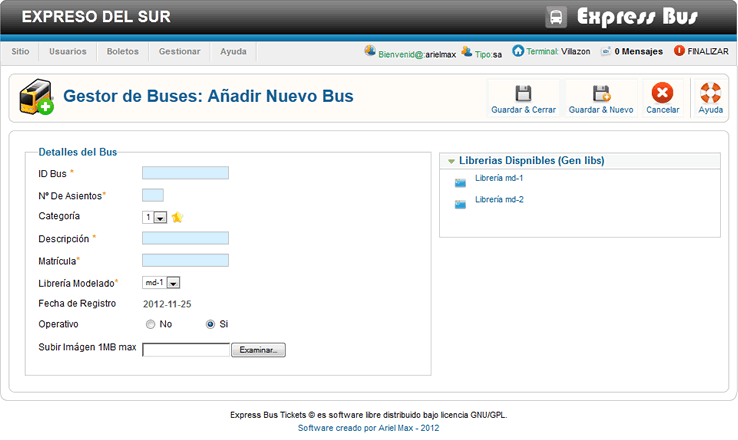 EXPRESO DEL SUR
Express Bus
Sitio Usuarios Boletos Gestionar Ayuda
Bienvenid@:arielmax Tipo:sa Terminal: Villazon 0 Mensajes FINALIZAR
Gestor de Buses: Añadir Nuevo Bus
Guardar & Cerrar Guardar & Nuevo Cancelar Ayuda
Detalles del Bus
ID Bus *
Nº De Asientos*
Categoría 1
Descripción *
Matrícula*
Librería Modelado* md-1
Fecha de Registro 2012-11-25
Operativo No Si
Subir Imágen 1MB max Examinar...
Librerias Dispnibles (Gen libs)
Librería md-1
Librería md-2
Express Bus Tickets © es software libre distribuido bajo licencia GNU/GPL.
Software creado por Ariel Max - 2012